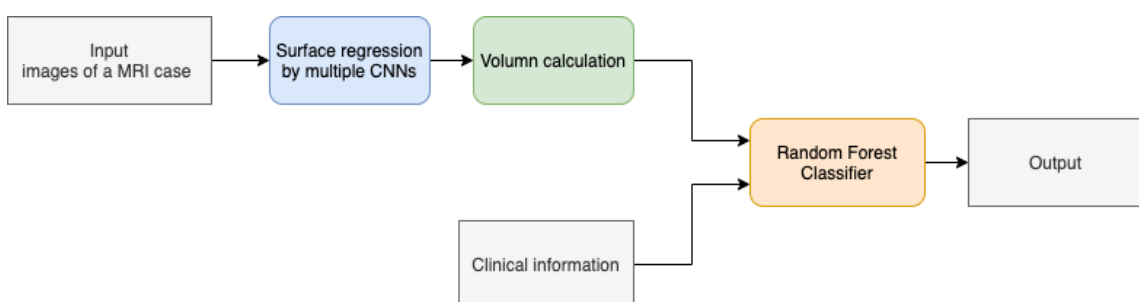 Input
images of a MRI case
Surface regression
by multiple CNNs
Volumn calculation
Random Forest
Classifier
Output
Clinical information